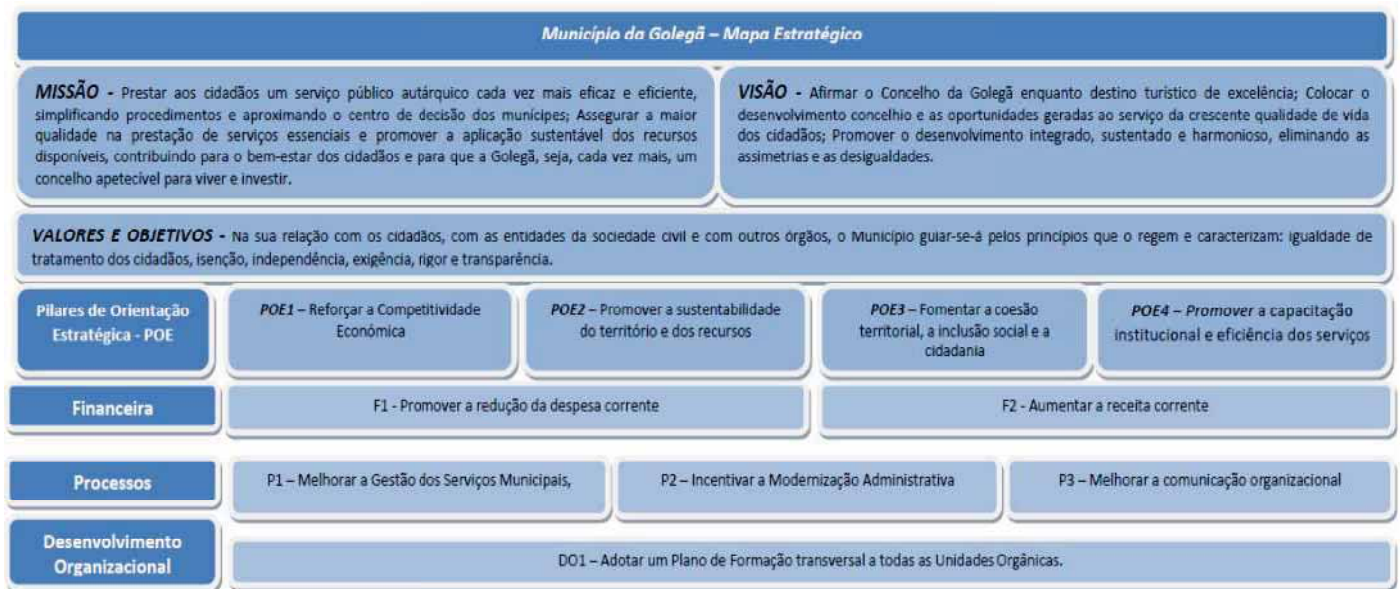 Município da Golegã – Mapa Estratégico
MISSÃO - Prestar aos cidadãos um serviço público autárquico cada vez mais eficaz e eficiente,
simplificando procedimentos e aproximando o centro de decisão dos munícipes; Assegurar a maior
qualidade na prestação de serviços essenciais e promover a aplicação sustentável dos recursos
disponíveis, contribuindo para o bem-estar dos cidadãos e para que a Golegã, seja, cada vez mais, um
concelho apetecível para viver e investir.
VISÃO - Afirmar o Concelho da Golegã enquanto destino turístico de excelência; Colocar o
desenvolvimento concelhio e as oportunidades geradas ao serviço da crescente qualidade de vida
dos cidadãos; Promover o desenvolvimento integrado, sustentado e harmonioso, eliminando as
assimetrias e as desigualdades.
VALORES E OBJETIVOS - Na sua relação com os cidadãos, com as entidades da sociedade civil e com outros órgãos, o Município guiar-se-á pelos princípios que o regem e caracterizam: igualdade de
tratamento dos cidadãos, isenção, independência, exigência, rigor e transparência.
Pilares de Orientação
Estratégica - POE
POE1 – Reforçar a Competitividade
Económica
POE2 – Promover a sustentabilidade
do território e dos recursos
POE3 – Fomentar a coesão
territorial, a inclusão social e a
cidadania
POE4 – Promover a capacitação
institucional e eficiência dos serviços
Financeira
F1 - Promover a redução da despesa corrente
F2 - Aumentar a receita corrente
Processos
P1 – Melhorar a Gestão dos Serviços Municipais,
P2 – Incentivar a Modernização Administrativa
P3 – Melhorar a comunicação organizacional
Desenvolvimento
Organizacional
DO1 – Adotar um Plano de Formação transversal a todas as Unidades Orgânicas.